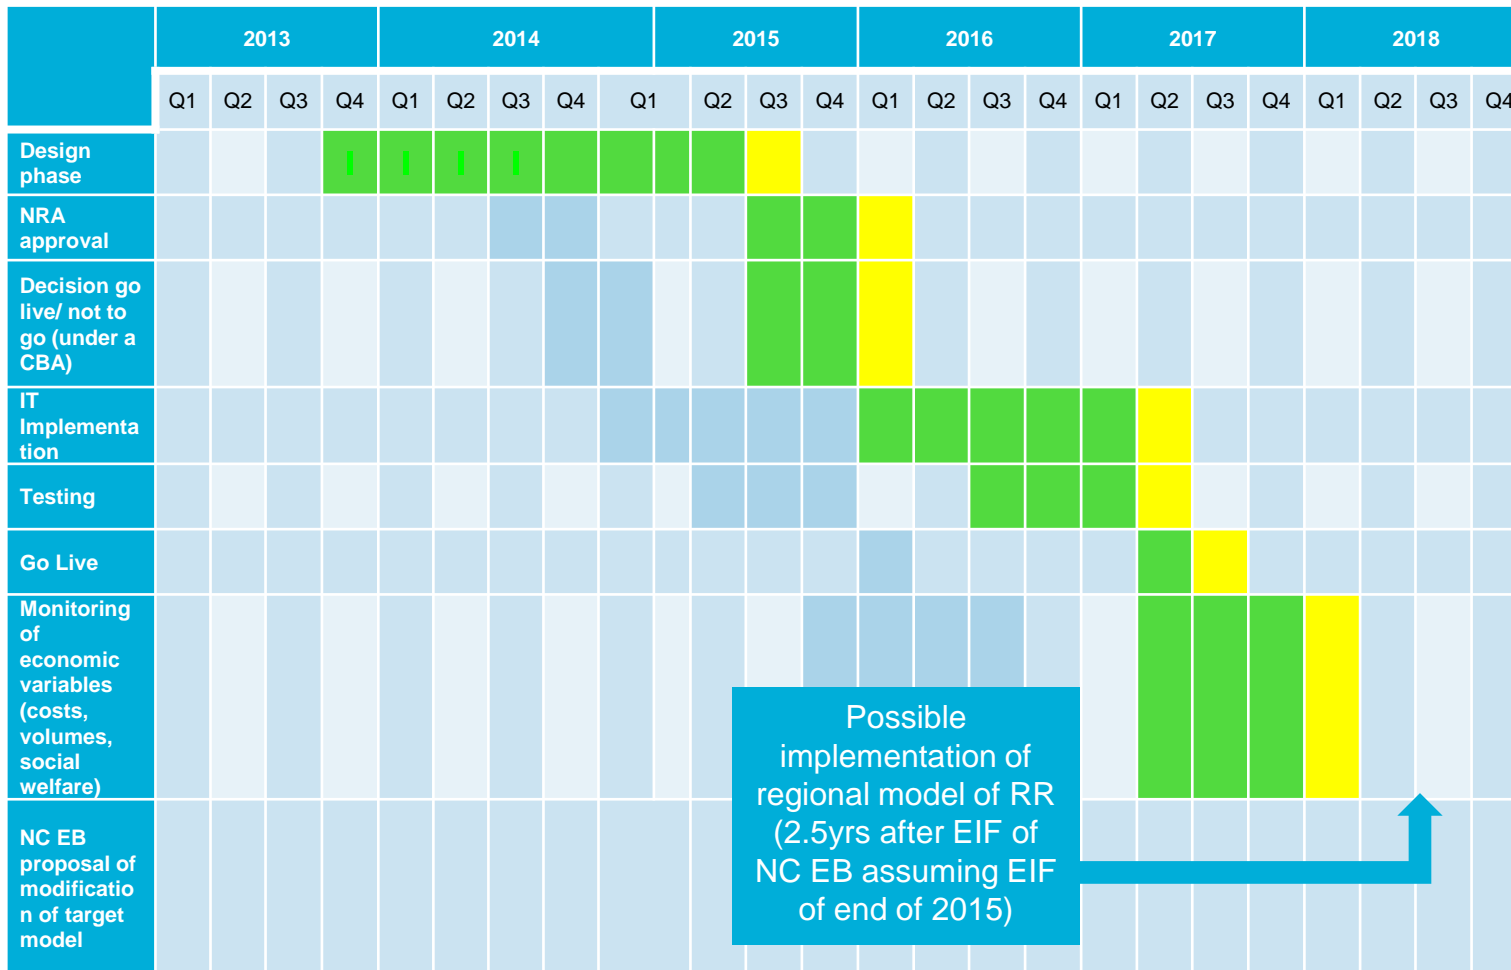 2013 2014 2015 2016 2017 2018
Q1 Q2 Q3 Q4 Q1 Q2 Q3 Q4 Q1 Q2 Q3 Q4 Q1 Q2 Q3 Q4 Q1 Q2 Q3 Q4 Q1 Q2 Q3 Q4
Design
phase
I I I I
NRA
approval
Decision go
live/ not to
go (under a
CBA)
IT
Implementa
tion
Testing
Go Live
Monitoring
of
economic
variables
(costs,
volumes,
social
welfare)
Possible
implementation of
regional model of RR
(2.5yrs after EIF of
NC EB assuming EIF
of end of 2015)
NC EB
proposal of
modificatio
n of target
model